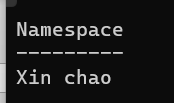 Namespace
---------
Xin chao